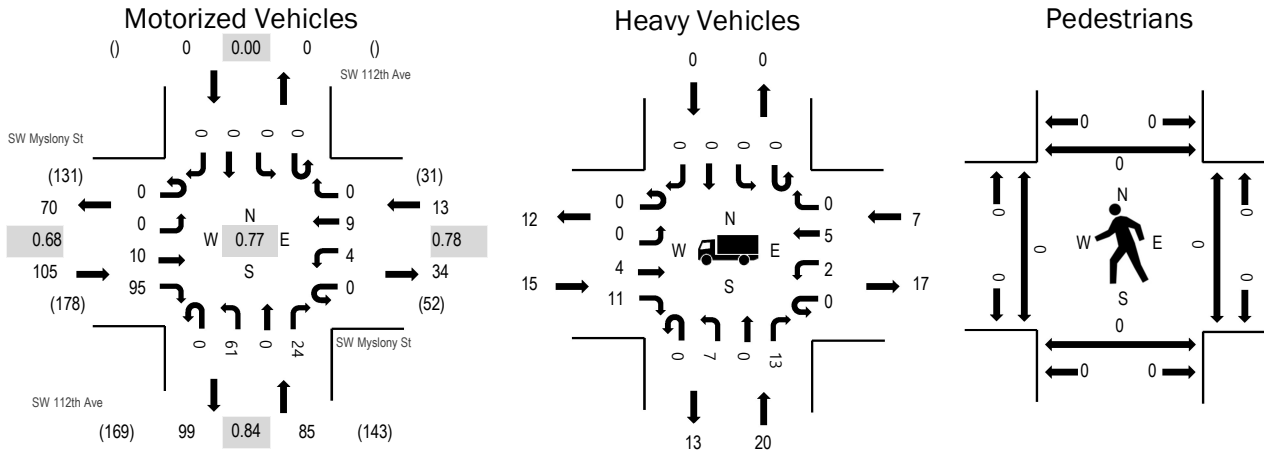 Motorized Vehicles
Heavy Vehicles
Pedestrians
() 0 0.00 0 ()
SW 112th Ave
SW Myslony St
0 0 0 0
(131)
70
0.68
105
(178)
0
0
10
95
N
W 0.77 E
S
0
9
4
0
(31)
13
0.78
34
(52)
0 61 0 24
SW Myslony St
SW 112th Ave
(169) 99 0.84 85 (143)
0 0
0 0 0 0
12
15
0
0
4
11
N
W E
S
0
5
2
0
7
17
0 7 0 13
13 20
0 0
0
0
0
0
N
W E
S
0
0
0
0
0 0